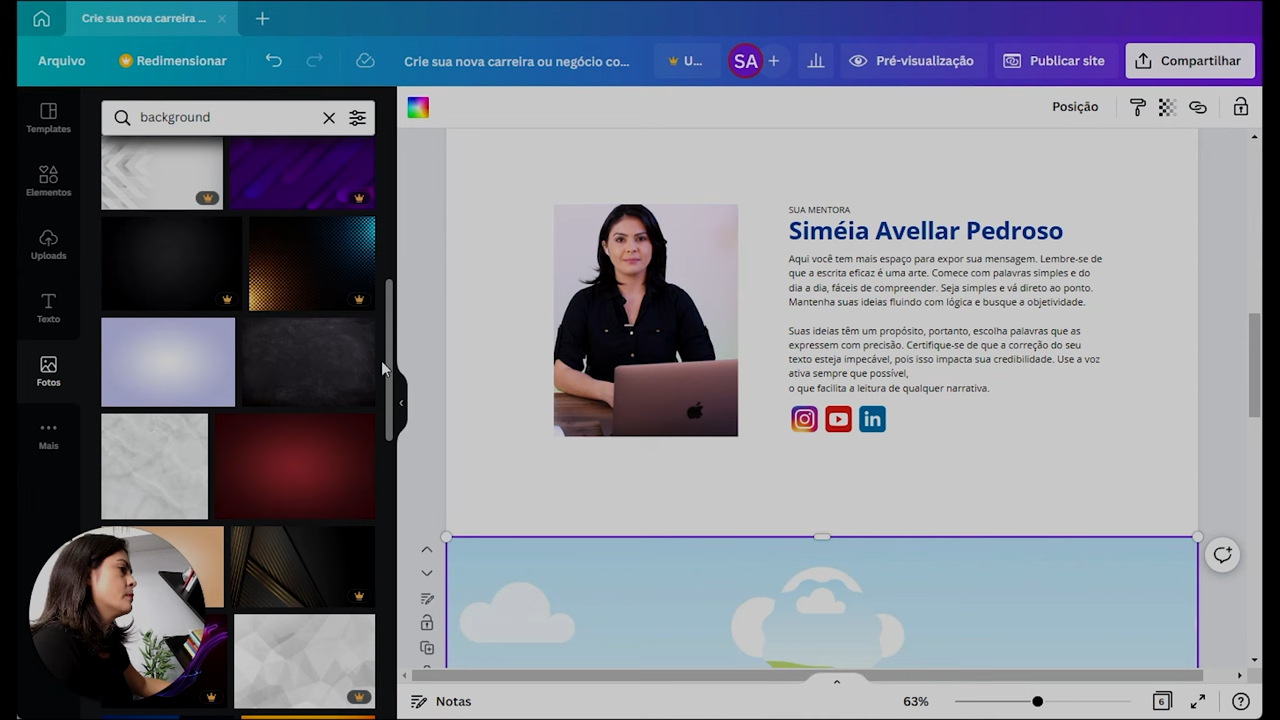 Crie sua nova carreira ...
Arquivo
Redimensionar
Crie sua nova carreira ou negócio co...
U...
SA
Pré-visualização
Publicar site
Compartilhar
Templates
Elementos
Uploads
Texto
Fotos
Mais
background
Posição
SUA MENTORA
Siméia Avellar Pedroso
Aqui você tem mais espaço para expor sua mensagem. Lembre-se de
que a escrita eficaz é uma arte. Comece com palavras simples e do
dia a dia, fáceis de compreender. Seja simples e vá direto ao ponto.
Mantenha suas ideias fluindo com lógica e busque a objetividade.
Suas ideias têm um propósito, portanto, escolha palavras que as
expressem com precisão. Certifique-se de que a correção do seu
texto esteja impecável, pois isso impacta sua credibilidade. Use a voz
ativa sempre que possível,
o que facilita a leitura de qualquer narrativa.
in
Notas
63%
6